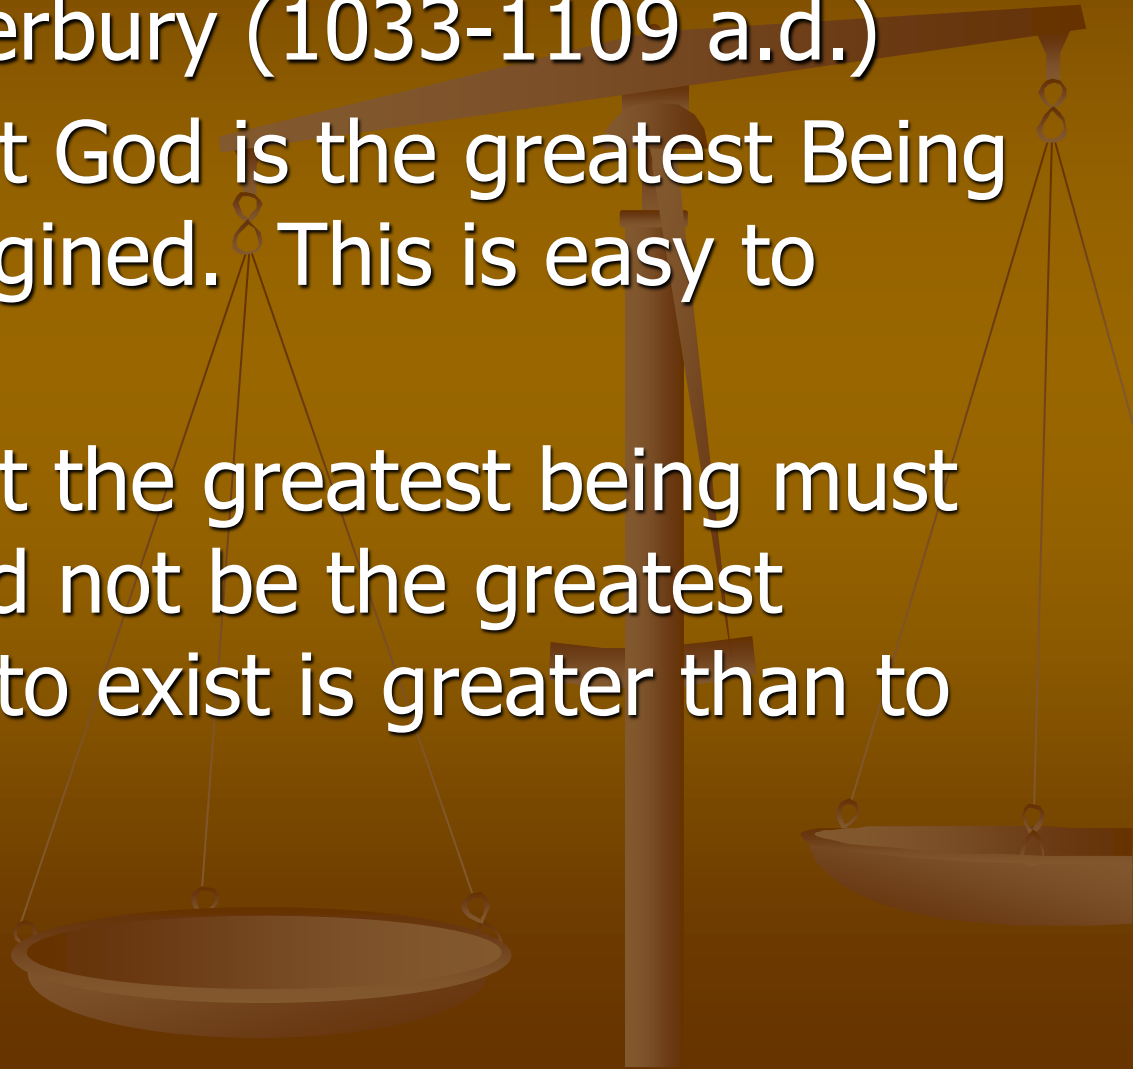 erbury (1033-1109 a.d.)
t God is the greatest Being
gined. This is easy to
t the greatest being must
d not be the greatest
to exist is greater than to